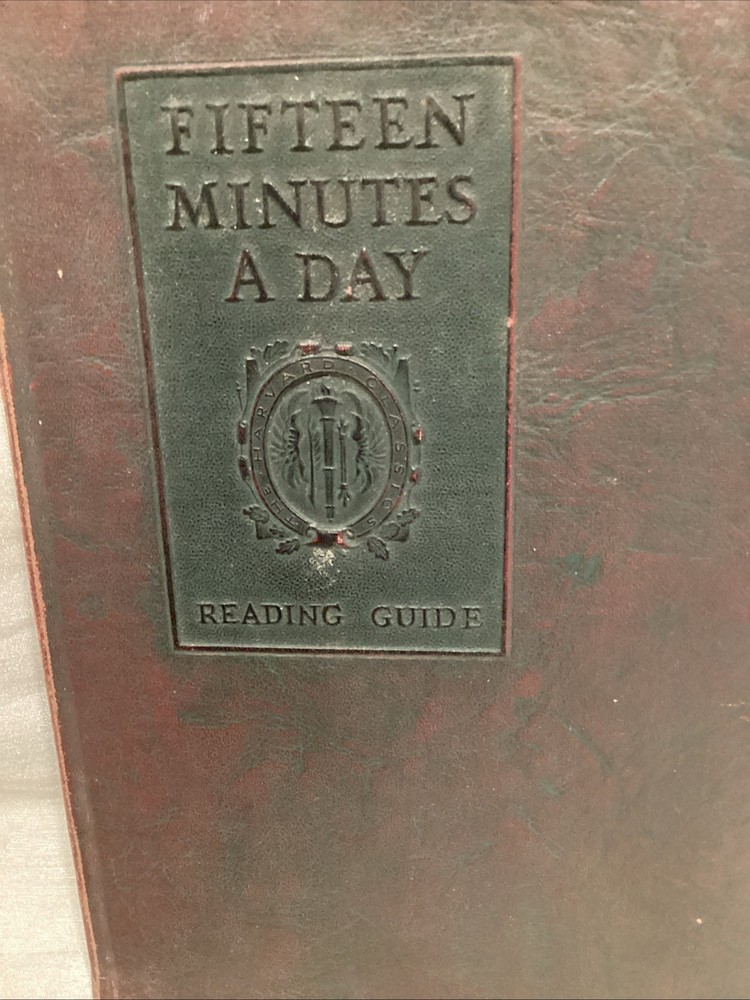 FIFTEEN
MINUTES
A DAY
THE HARVARD CLASSICS
READING GUIDE